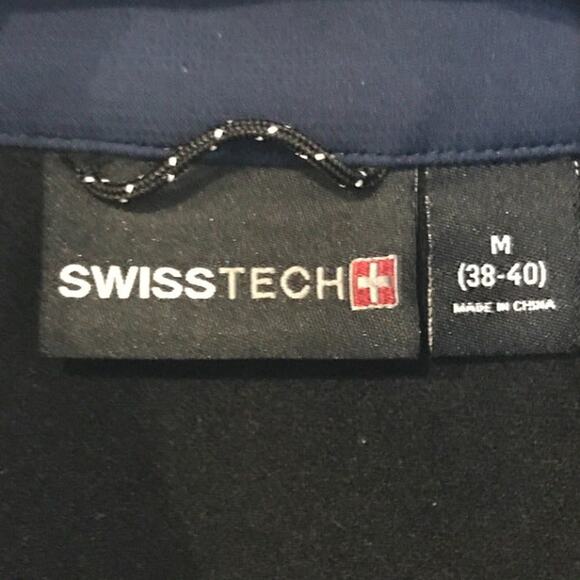 SWISSTECH
M
(38-40)
MADE IN CHINA